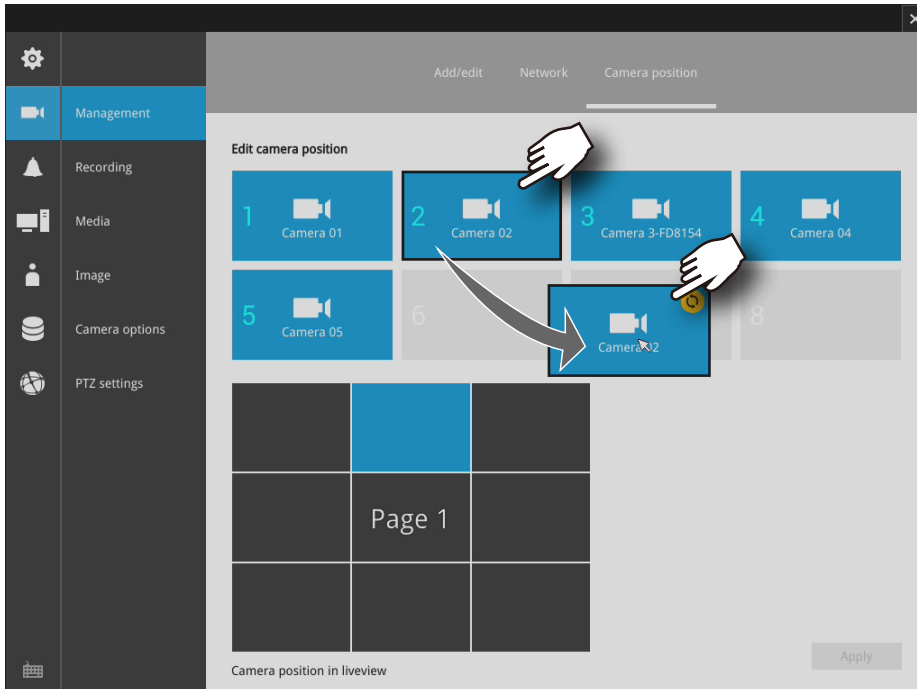 Add/edit Network Camera position
Management
Recording
Media
Image
Camera options
PTZ settings
Edit camera position
1 Camera 01
2 Camera 02
3 Camera 3-FD8154
4 Camera 04
5 Camera 05
6
Camera 02
8
Page 1
Camera position in liveview
Apply